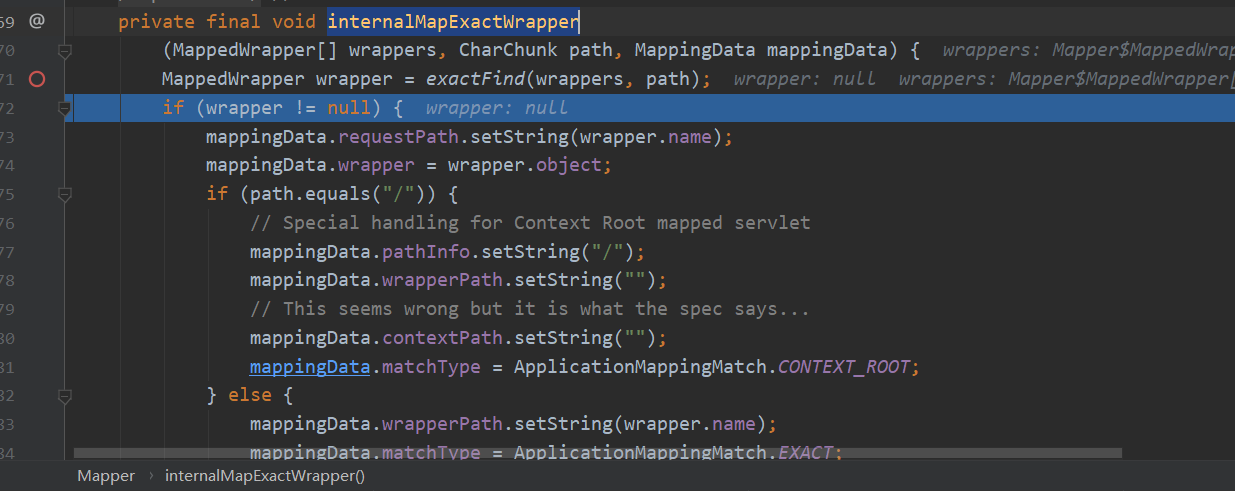 59 @ private final void internalMapExactWrapper
70 (MappedWrapper[] wrappers, CharChunk path, MappingData mappingData) { wrappers: Mapper$MappedWrap
71 MappedWrapper wrapper = exactFind(wrappers, path); wrapper: null wrappers: Mapper$MappedWrapper[
72 if (wrapper != null) { wrapper: null
73 mappingData.requestPath.setString(wrapper.name);
74 mappingData.wrapper = wrapper.object;
75 if (path.equals("/")) {
76 // Special handling for Context Root mapped servlet
77 mappingData.pathInfo.setString("/");
78 mappingData.wrapperPath.setString("");
79 // This seems wrong but it is what the spec says...
80 mappingData.contextPath.setString("");
81 mappingData.matchType = ApplicationMappingMatch.CONTEXT_ROOT;
82 } else {
83 mappingData.wrapperPath.setString(wrapper.name);
84 mappingData.matchType = ApplicationMappingMatch.EXACT;
Mapper › internalMapExactWrapper()